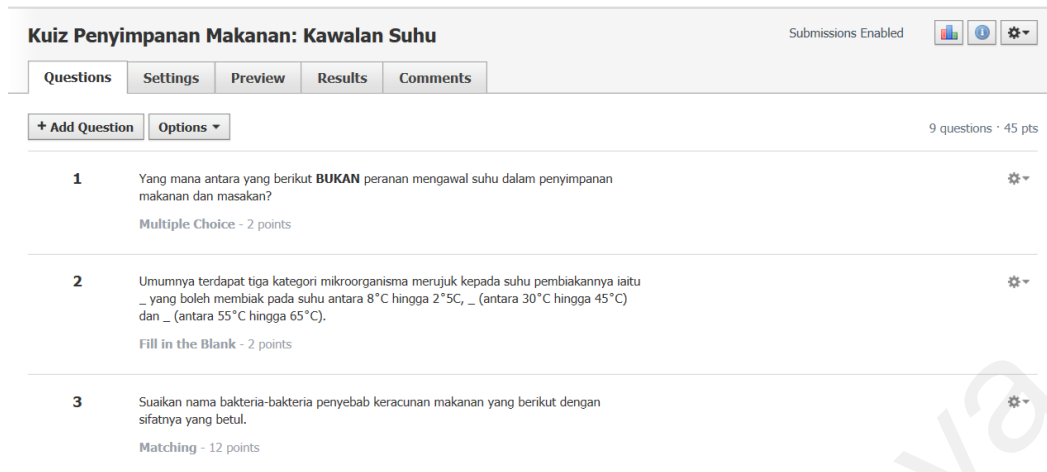 Kuiz Penyimpanan Makanan: Kawalan Suhu
Submissions Enabled
Questions Settings Preview Results Comments
+ Add Question Options
9 questions · 45 pts
1
Yang mana antara yang berikut BUKAN peranan mengawal suhu dalam penyimpanan
makanan dan masakan?
Multiple Choice - 2 points
2
Umumnya terdapat tiga kategori mikroorganisma merujuk kepada suhu pembiakannya iaitu
_ yang boleh membiak pada suhu antara 8°C hingga 2°5C, _ (antara 30°C hingga 45°C)
dan _ (antara 55°C hingga 65°C).
Fill in the Blank - 2 points
3
Suaikan nama bakteria-bakteria penyebab keracunan makanan yang berikut dengan
sifatnya yang betul.
Matching - 12 points